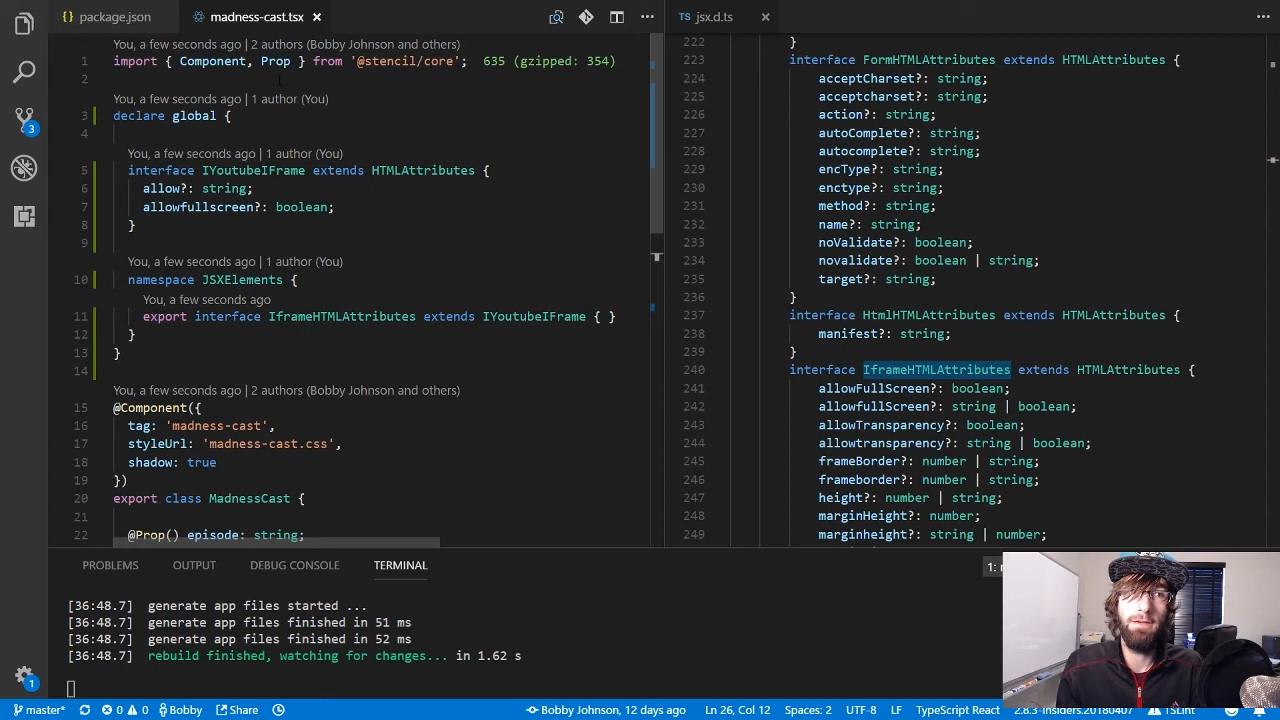 package.json
madness-cast.tsx
You, a few seconds ago | 2 authors (Bobby Johnson and others)
1 import { Component, Prop } from '@stencil/core'; 635 (gzipped: 354)
2
You, a few seconds ago | 1 author (You)
3 declare global {
4
You, a few seconds ago | 1 author (You)
5 interface IYoutubeIFrame extends HTMLAttributes {
6 allow?: string;
7 allowfullscreen?: boolean;
8 }
9
You, a few seconds ago | 1 author (You)
10 namespace JSXElements {
You, a few seconds ago
11 export interface IframeHTMLAttributes extends IYoutubeIFrame { }
12 }
13 }
14
You, a few seconds ago | 2 authors (Bobby Johnson and others)
15 @Component({
16 tag: 'madness-cast',
17 styleUrl: 'madness-cast.css',
18 shadow: true
19 })
20 export class MadnessCast {
21
22 @Prop() episode: string;
jsx.d.ts
222 }
223 interface FormHTMLAttributes extends HTMLAttributes {
224 acceptCharset?: string;
225 acceptcharset?: string;
226 action?: string;
227 autoComplete?: string;
228 autocomplete?: string;
229 encType?: string;
230 enctype?: string;
231 method?: string;
232 name?: string;
233 noValidate?: boolean;
234 novalidate?: boolean | string;
235 target?: string;
236 }
237 interface HtmlHTMLAttributes extends HTMLAttributes {
238 manifest?: string;
239 }
240 interface IframeHTMLAttributes extends HTMLAttributes {
241 allowFullScreen?: boolean;
242 allowfullScreen?: string | boolean;
243 allowTransparency?: boolean;
244 allowtransparency?: string | boolean;
245 frameBorder?: number | string;
246 frameborder?: number | string;
247 height?: number | string;
248 marginHeight?: number;
249 marginheight?: string | number;
3
1
PROBLEMS OUTPUT DEBUG CONSOLE TERMINAL
1:
[36:48.7] generate app files started ...
[36:48.7] generate app files finished in 51 ms
[36:48.7] generate app files finished in 52 ms
[36:48.7] rebuild finished, watching for changes... in 1.62 s
master* 0 0 Bobby Share Bobby Johnson, 12 days ago Ln 26, Col 12 Spaces: 2 UTF-8 LF TypeScript React 2.8.3-insiders.20180407 TSLint